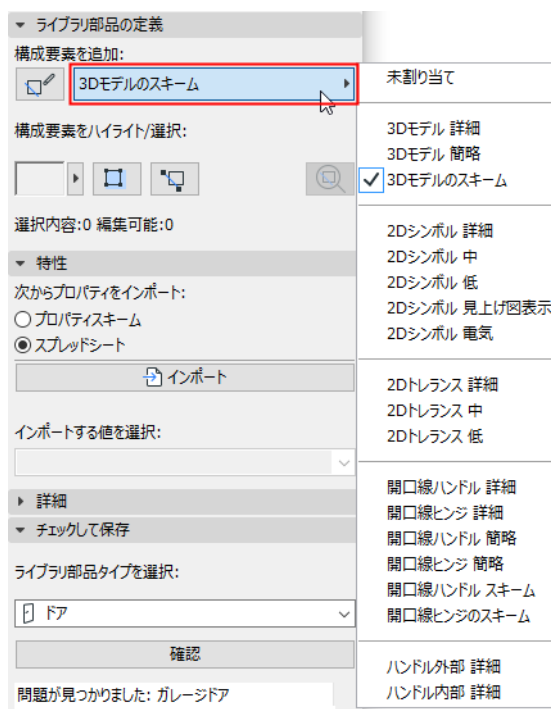 ライブラリ部品の定義
構成要素を追加:
3Dモデルのスキーム
構成要素をハイライト/選択:
選択内容:0 編集可能:0
特性
次からプロパティをインポート:
プロパティスキーム
スプレッドシート
インポート
インポートする値を選択:
詳細
チェックして保存
ライブラリ部品タイプを選択:
ドア
確認
問題が見つかりました: ガレージドア
未割り当て
3Dモデル 詳細
3Dモデル 簡略
3Dモデルのスキーム
2Dシンボル 詳細
2Dシンボル 中
2Dシンボル 低
2Dシンボル 見上げ図表示
2Dシンボル 電気
2Dトレランス 詳細
2Dトレランス 中
2Dトレランス 低
開口線ハンドル 詳細
開口線ヒンジ 詳細
開口線ハンドル 簡略
開口線ヒンジ 簡略
開口線ハンドル スキーム
開口線ヒンジのスキーム
ハンドル外部 詳細
ハンドル内部 詳細